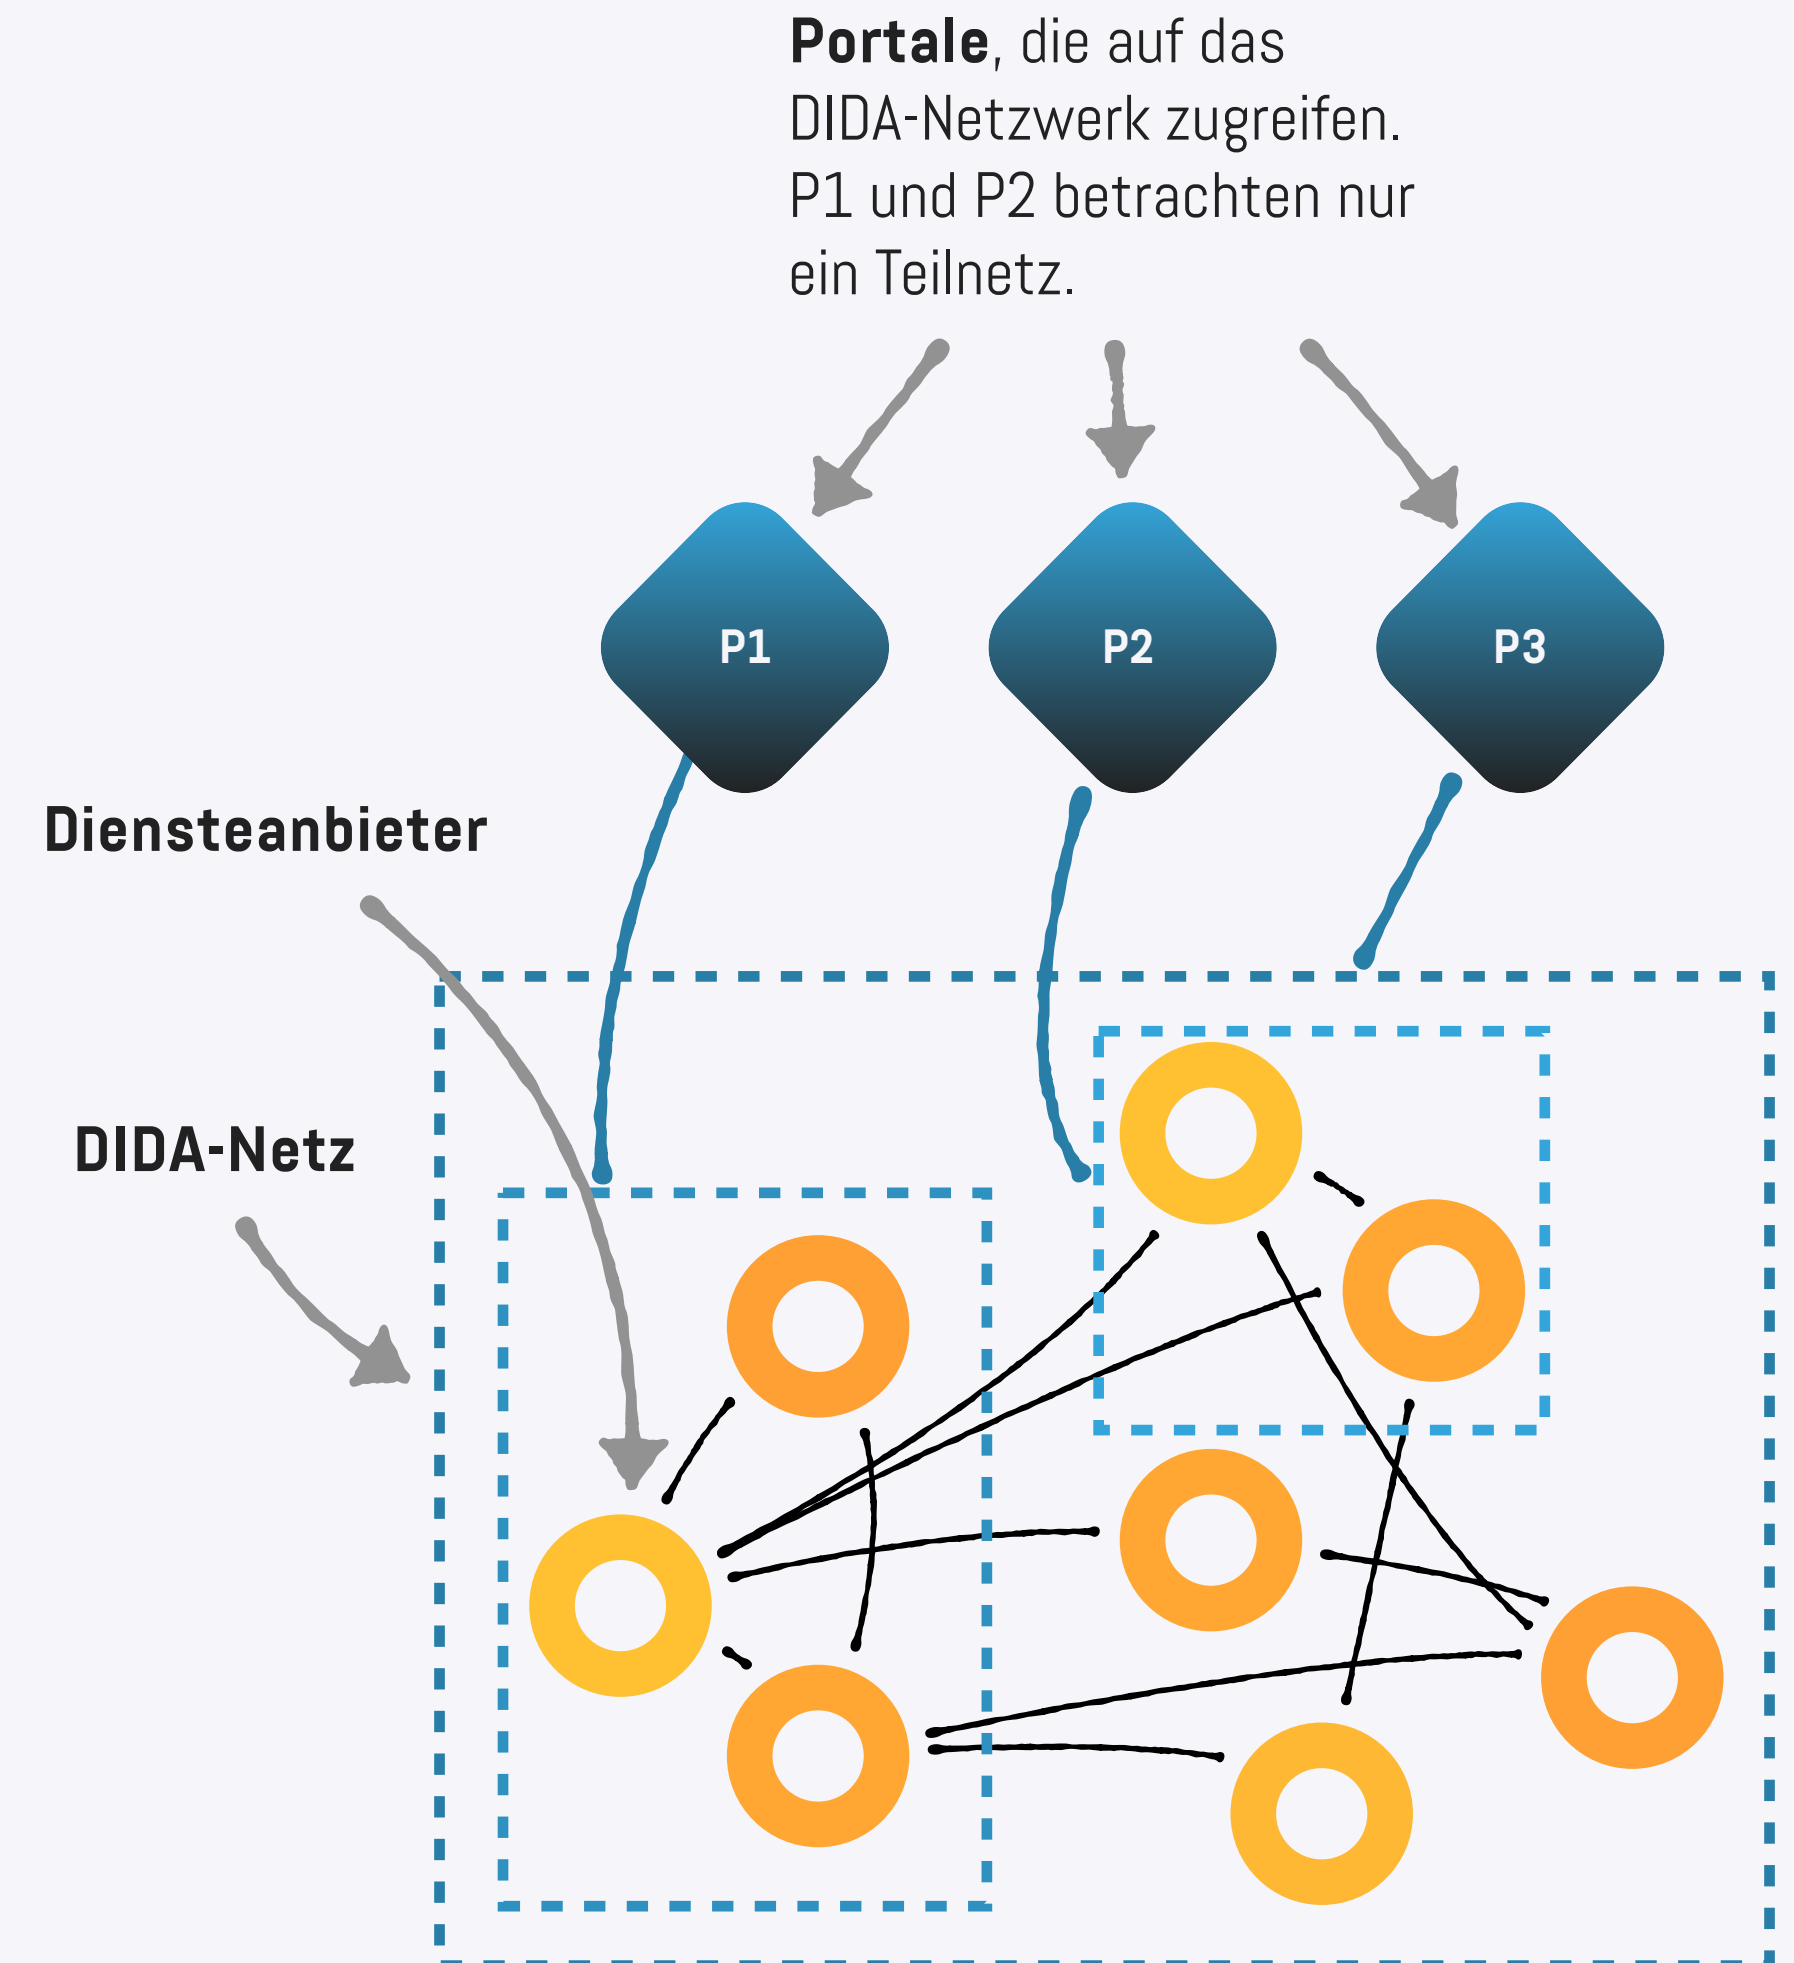 Portale, die auf das
DIDA-Netzwerk zugreifen.
P1 und P2 betrachten nur
ein Teilnetz.
P1
P2
P3
Diensteanbieter
DIDA-Netz